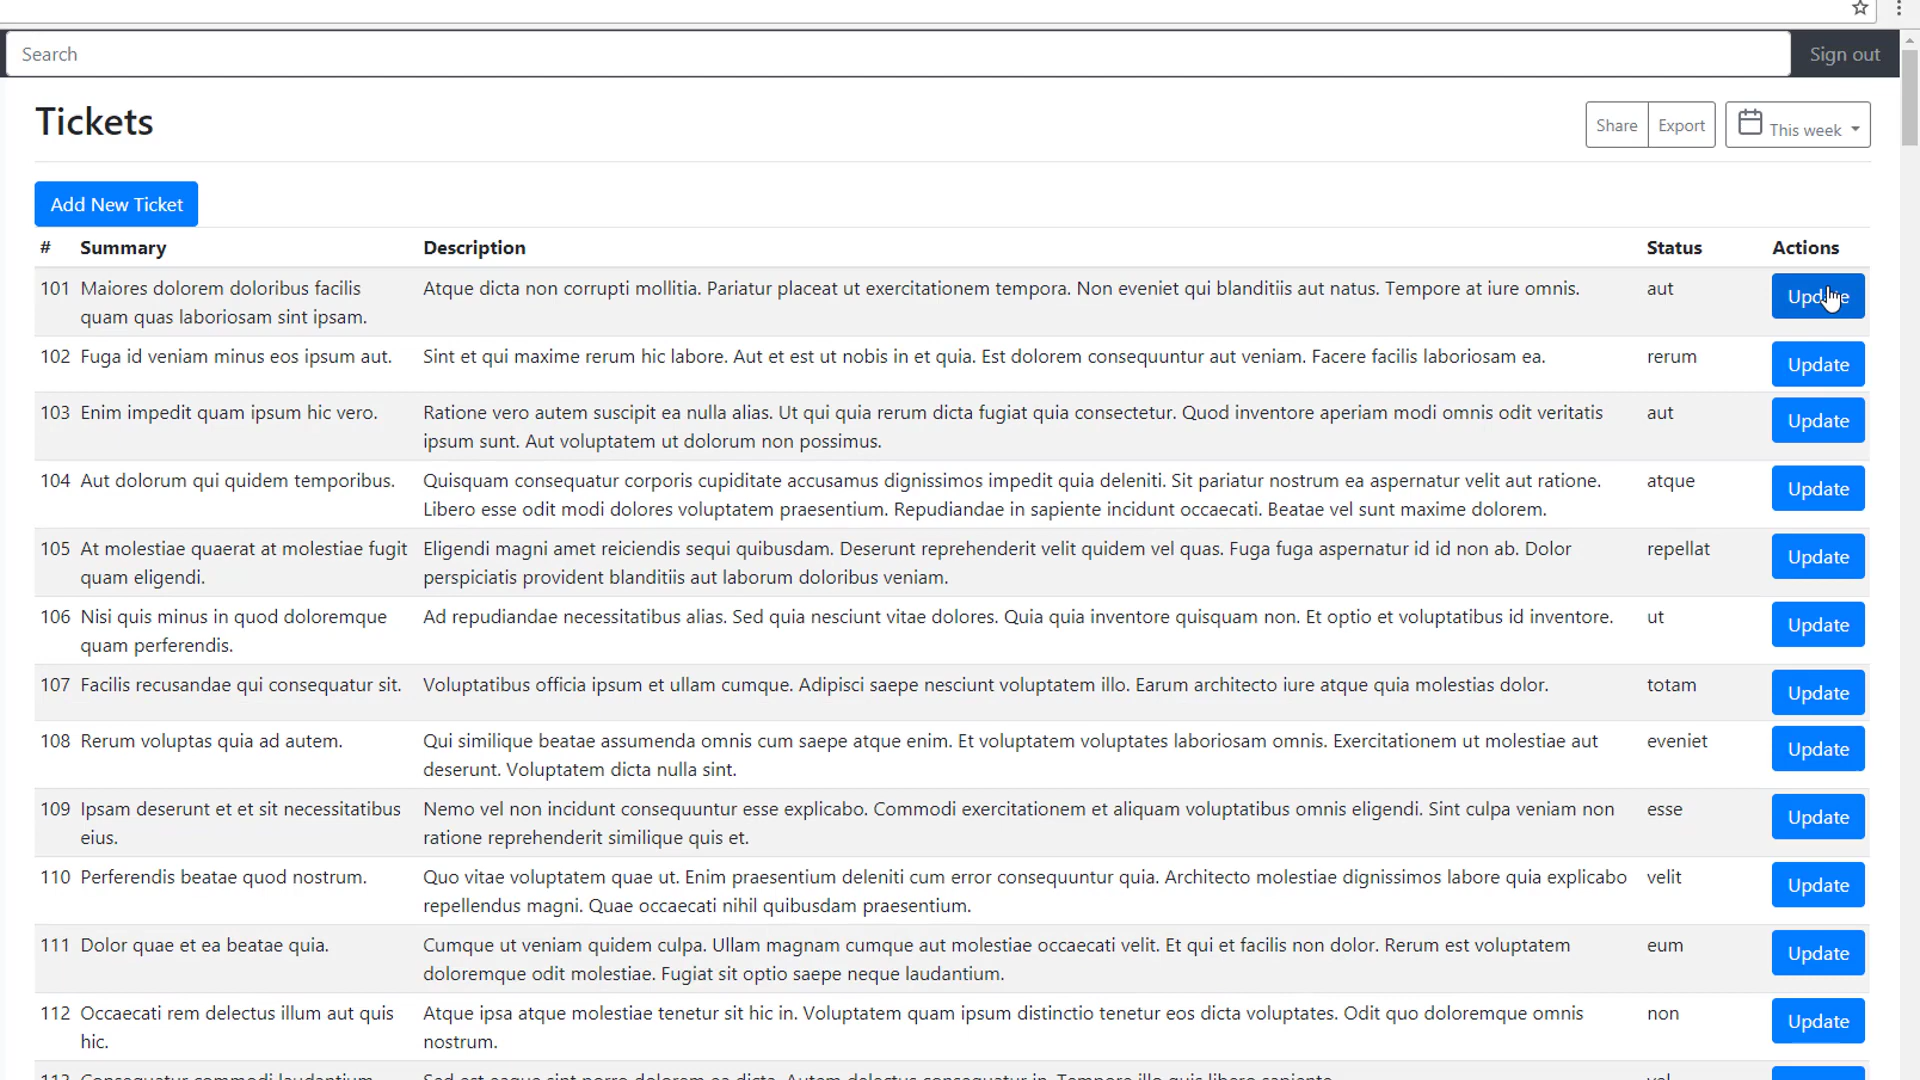 Search
Sign out
Tickets
Share
Export
This week
Add New Ticket
# Summary Description Status Actions
101 Maiores dolorem doloribus facilis Atque dicta non corrupti mollitia. Pariatur placeat ut exercitationem tempora. Non eveniet qui blanditiis aut natus. Tempore at iure omnis. aut Update
quam quas laboriosam sint ipsam.
102 Fuga id veniam minus eos ipsum aut. Sint et qui maxime rerum hic labore. Aut et est ut nobis in et quia. Est dolorem consequuntur aut veniam. Facere facilis laboriosam ea. rerum Update
103 Enim impedit quam ipsum hic vero. Ratione vero autem suscipit ea nulla alias. Ut qui quia rerum dicta fugiat quia consectetur. Quod inventore aperiam modi omnis odit veritatis aut Update
ipsum sunt. Aut voluptatem ut dolorum non possimus.
104 Aut dolorum qui quidem temporibus. Quisquam consequatur corporis cupiditate accusamus dignissimos impedit quia deleniti. Sit pariatur nostrum ea aspernatur velit aut ratione. atque Update
Libero esse odit modi dolores voluptatem praesentium. Repudiandae in sapiente incidunt occaecati. Beatae vel sunt maxime dolorem.
105 At molestiae quaerat at molestiae fugit Eligendi magni amet reiciendis sequi quibusdam. Deserunt reprehenderit velit quidem vel quas. Fuga fuga aspernatur id id non ab. Dolor repellat Update
quam eligendi. perspiciatis provident blanditiis aut laborum doloribus veniam.
106 Nisi quis minus in quod doloremque Ad repudiandae necessitatibus alias. Sed quia nesciunt vitae dolores. Quia quia inventore quisquam non. Et optio et voluptatibus id inventore. ut Update
quam perferendis.
107 Facilis recusandae qui consequatur sit. Voluptatibus officia ipsum et ullam cumque. Adipisci saepe nesciunt voluptatem illo. Earum architecto iure atque quia molestias dolor. totam Update
108 Rerum voluptas quia ad autem. Qui similique beatae assumenda omnis cum saepe atque enim. Et voluptatem voluptates laboriosam omnis. Exercitationem ut molestiae aut eveniet Update
deserunt. Voluptatem dicta nulla sint.
109 Ipsam deserunt et et sit necessitatibus Nemo vel non incidunt consequuntur esse explicabo. Commodi exercitationem et aliquam voluptatibus omnis eligendi. Sint culpa veniam non esse Update
eius. ratione reprehenderit similique quis et.
110 Perferendis beatae quod nostrum. Quo vitae voluptatem quae ut. Enim praesentium deleniti cum error consequuntur quia. Architecto molestiae dignissimos labore quia explicabo velit Update
repellendus magni. Quae occaecati nihil quibusdam praesentium.
111 Dolor quae et ea beatae quia. Cumque ut veniam quidem culpa. Ullam magnam cumque aut molestiae occaecati velit. Et qui et facilis non dolor. Rerum est voluptatem eum Update
doloremque odit molestiae. Fugiat sit optio saepe neque laudantium.
112 Occaecati rem delectus illum aut quis Atque ipsa atque molestiae tenetur sit hic in. Voluptatem quam ipsum distinctio tenetur eos dicta voluptates. Odit quo doloremque omnis non Update
hic. nostrum.